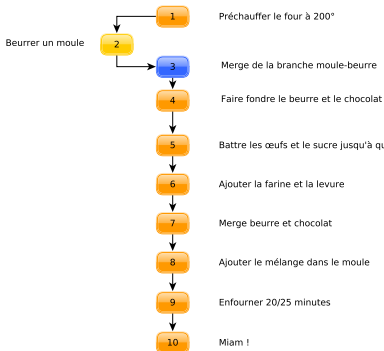 1 Préchauffer le four à 200°
Beurrer un moule 2
3 Merge de la branche moule-beurre
4 Faire fondre le beurre et le chocolat
5 Battre les œufs et le sucre jusqu'à
6 Ajouter la farine et la levure
7 Merge beurre et chocolat
8 Ajouter le mélange dans le moule
9 Enfourner 20/25 minutes
10 Miam !